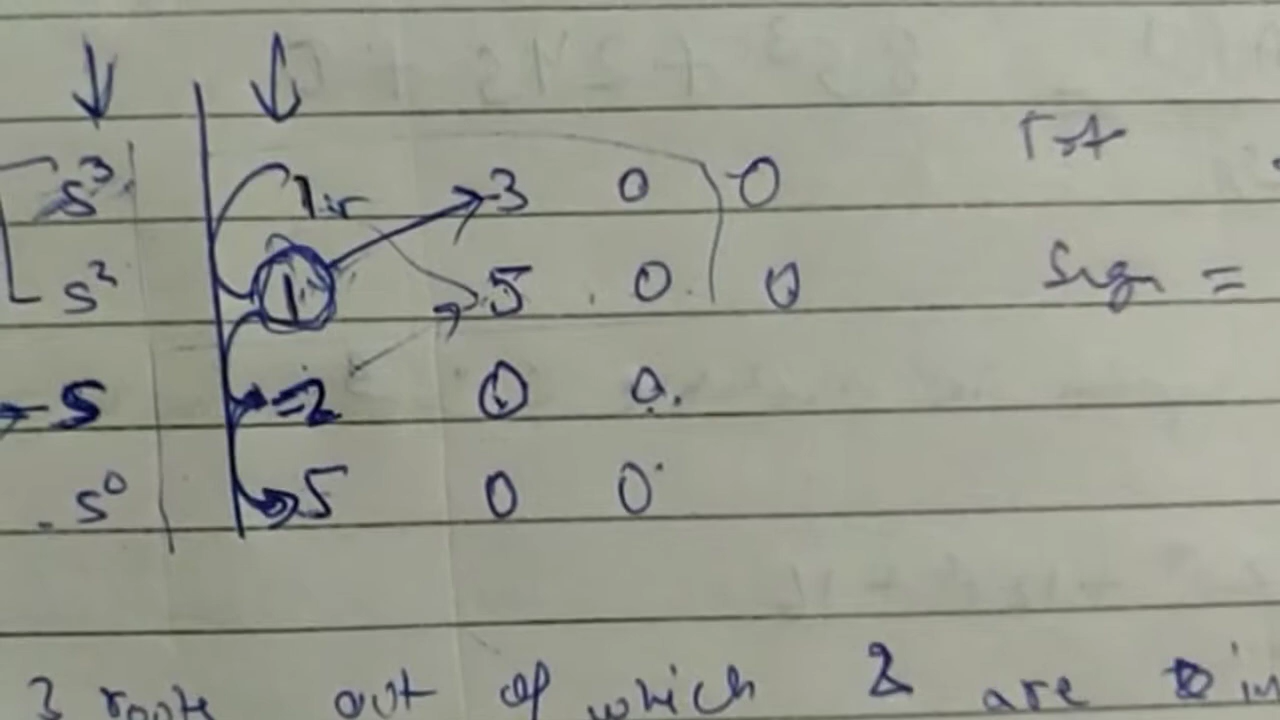 s³ 1 3 0 0
s² 1 5 0 0
Sign =
s -2 0 0
s⁰ 5 0 0
3 roots out of which 2 are in